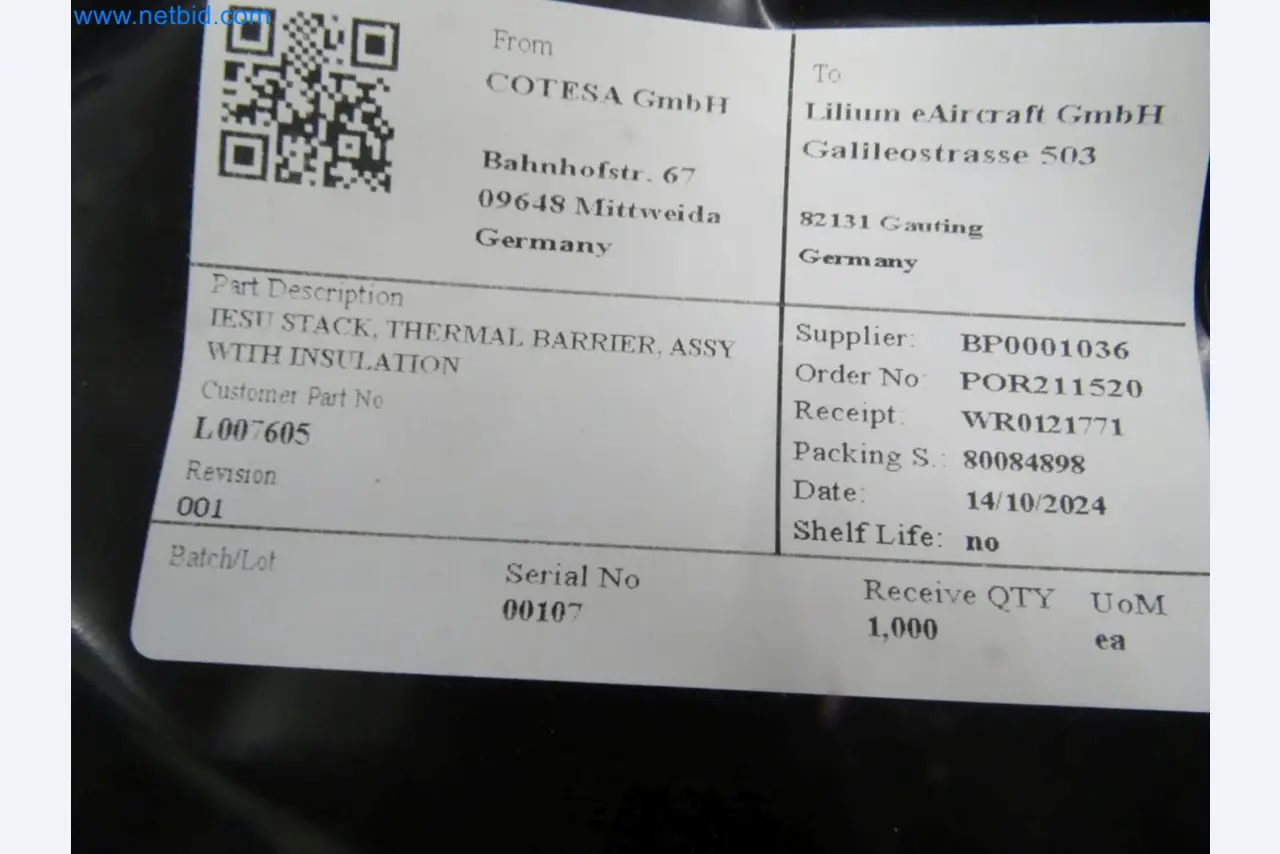 www.netbid.com
From
COTESA GmbH
Bahnhofstr. 67
09648 Mittweida
Germany
To
Lilium eAircraft GmbH
Galileostrasse 503
82131 Gauting
Germany
Part Description
IESU STACK, THERMAL BARRIER, ASSY
WITH INSULATION
Customer Part No
L007605
Revision
001
Supplier: BP0001036
Order No: POR211520
Receipt: WR0121771
Packing S.: 80084898
Date: 14/10/2024
Shelf Life: no
Batch/Lot
Serial No
00107
Receive QTY UoM
1,000 ea